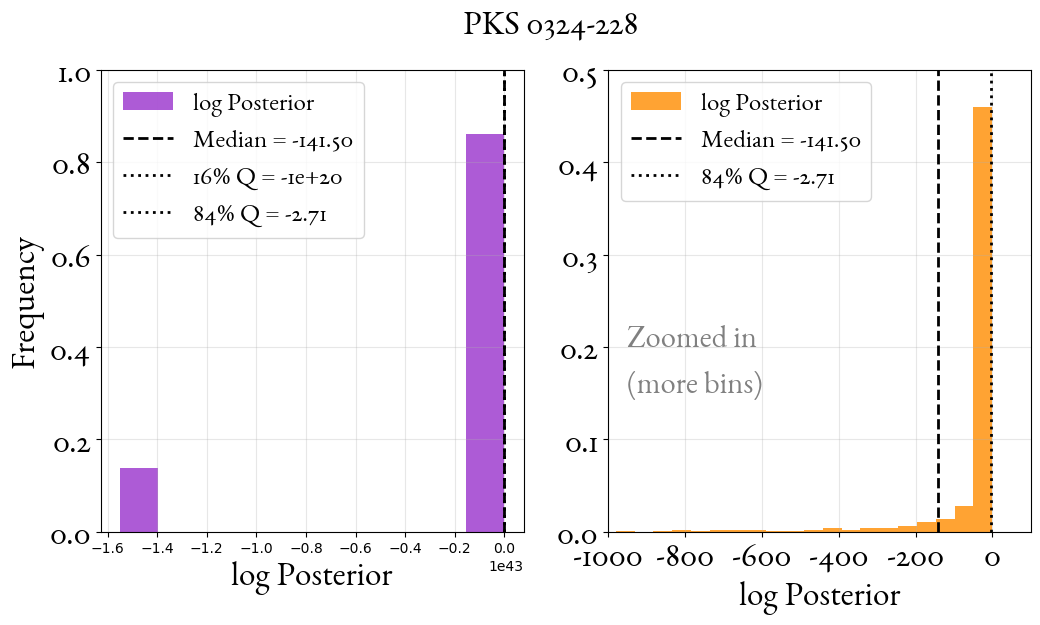 PKS 0324-228
Frequency
1.0
0.8
0.6
0.4
0.2
0.0
log Posterior
Median = -141.50
16% Q = -1e+20
84% Q = -2.71
−1.6 −1.4 −1.2 −1.0 −0.8 −0.6 −0.4 −0.2 0.0
1e43
log Posterior
0.5
0.4
0.3
0.2
0.1
0.0
log Posterior
Median = -141.50
84% Q = -2.71
Zoomed in
(more bins)
-1000 -800 -600 -400 -200 0
log Posterior